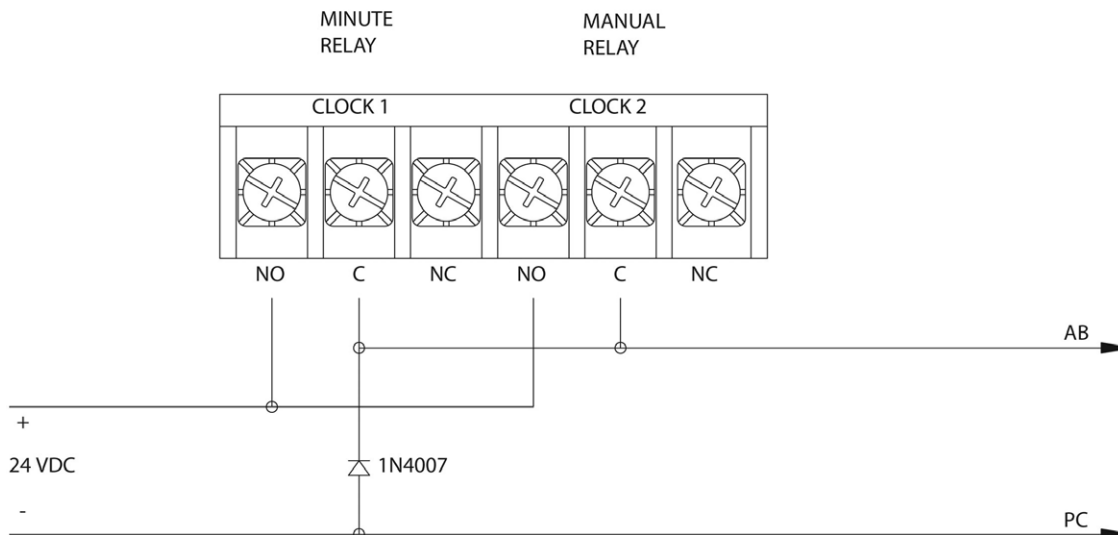 MINUTE
RELAY
MANUAL
RELAY
CLOCK 1
CLOCK 2
NO
C
NC
NO
C
NC
AB
+
24 VDC
1N4007
-
PC